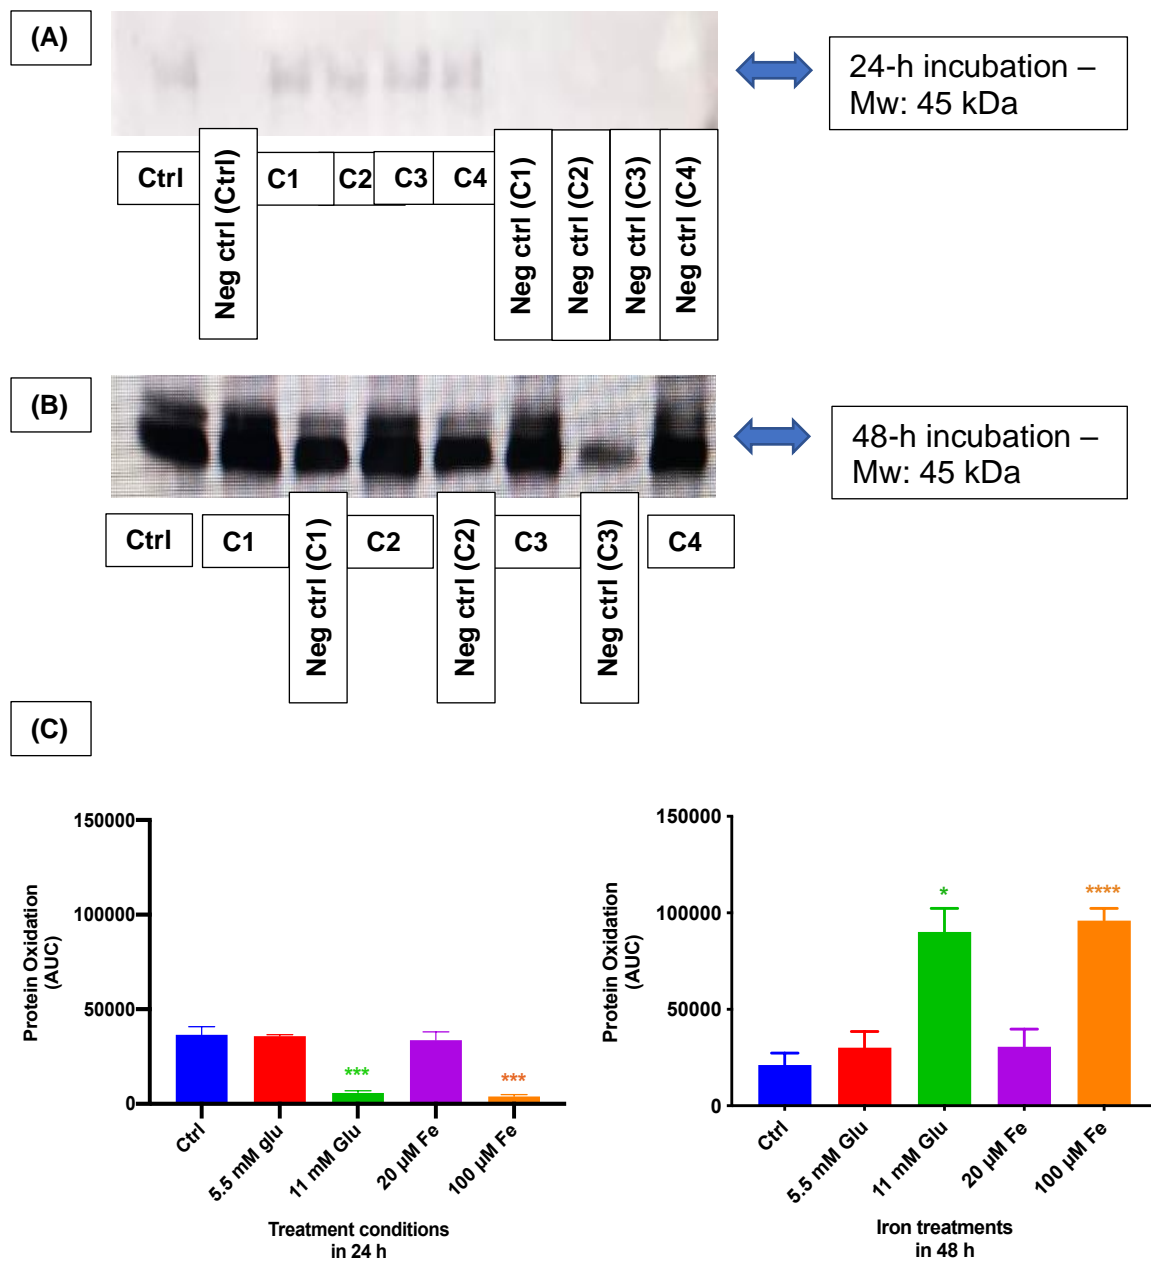 (A)
24-h incubation –
Mw: 45 kDa
Ctrl
Neg ctrl (Ctrl)
C1
C2
C3
C4
Neg ctrl (C1)
Neg ctrl (C2)
Neg ctrl (C3)
Neg ctrl (C4)
(B)
48-h incubation –
Mw: 45 kDa
Ctrl
C1
Neg ctrl (C1)
C2
Neg ctrl (C2)
C3
Neg ctrl (C3)
C4
(C)
Protein Oxidation
(AUC)
150000
100000
50000
0
***
***
Ctrl
5.5 mM glu
11 mM Glu
20 µM Fe
100 µM Fe
Treatment conditions
in 24 h
Protein Oxidation
(AUC)
150000
100000
50000
0
*
****
Ctrl
5.5 mM Glu
11 mM Glu
20 µM Fe
100 µM Fe
Iron treatments
in 48 h